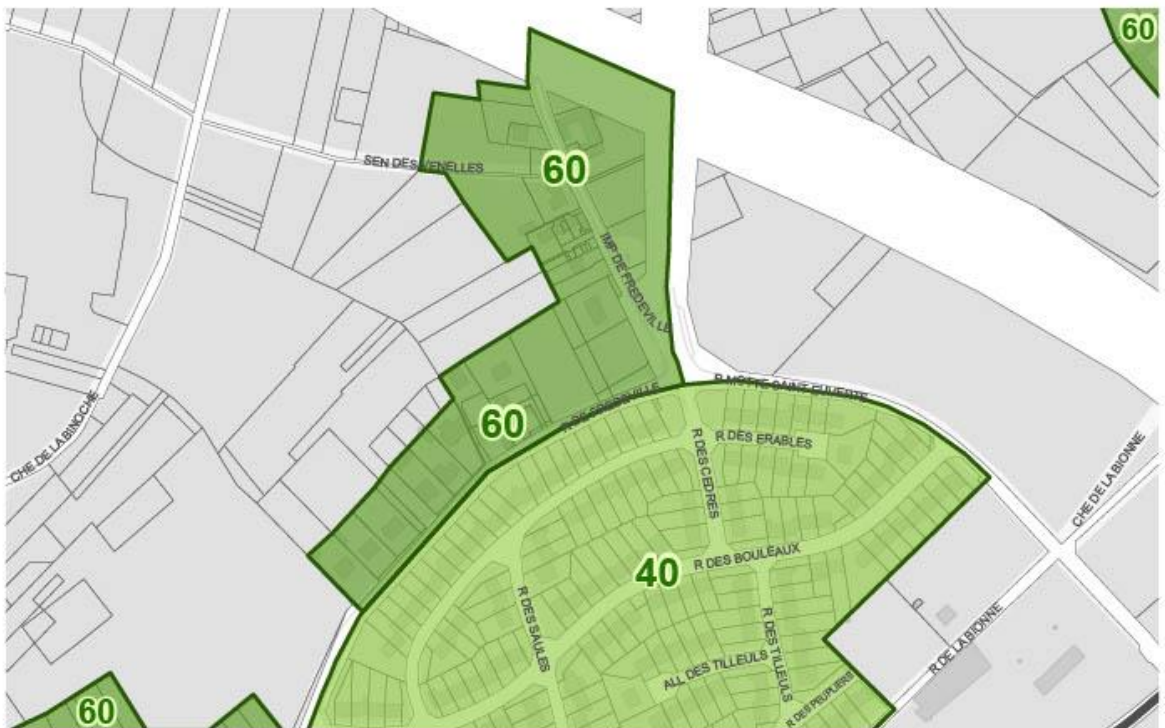 60
SEN DES VENELLES
60
IMP DE FREDEVILLE
R DE FREDEVILLE
R MOTTE SAINT EUVERTE
CHE DE LA BINOCHE
60
R DES ERABLES
R DES CEDRES
CHE DE LA BIONNE
R DES BOULEAUX
40
R DES SAULES
R DES TILLEULS
R DE LA BIONNE
ALL DES TILLEULS
R DES PEUPLIERS
60